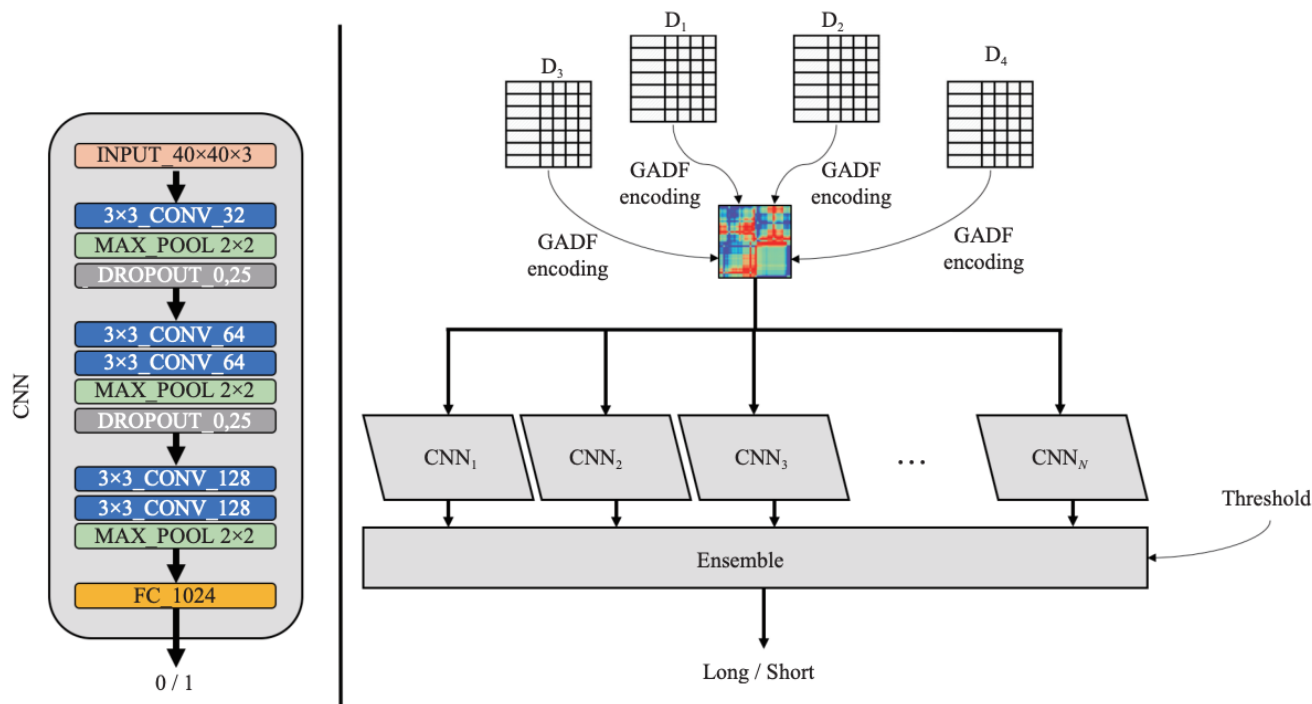 CNN
INPUT_40×40×3
3×3_CONV_32
MAX_POOL 2×2
DROPOUT_0,25
3×3_CONV_64
3×3_CONV_64
MAX_POOL 2×2
DROPOUT_0,25
3×3_CONV_128
3×3_CONV_128
MAX_POOL 2×2
FC_1024
0 / 1
D₁
D₂
D₃
D₄
GADF
encoding
GADF
encoding
GADF
encoding
GADF
encoding
CNN₁
CNN₂
CNN₃
...
CNN_N
Threshold
Ensemble
Long / Short